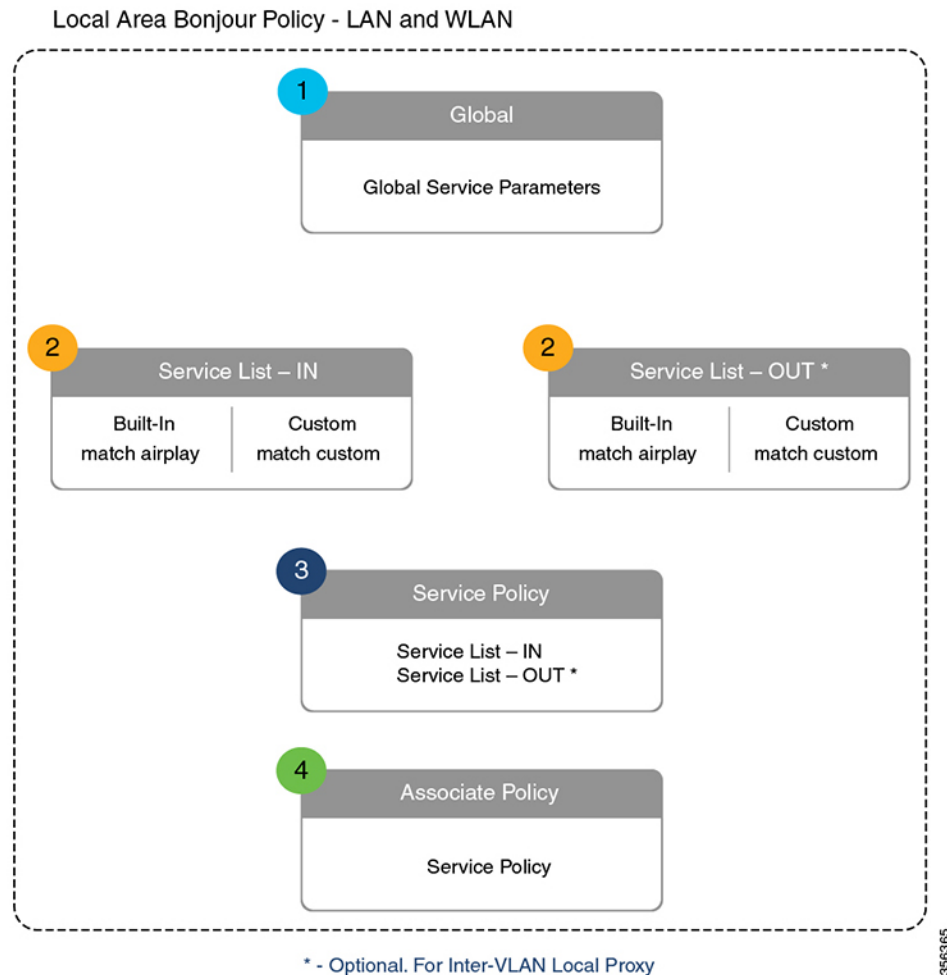 Local Area Bonjour Policy - LAN and WLAN
1
Global
Global Service Parameters
2
Service List – IN
Built-In
match airplay
Custom
match custom
2
Service List – OUT *
Built-In
match airplay
Custom
match custom
3
Service Policy
Service List – IN
Service List – OUT *
4
Associate Policy
Service Policy
* - Optional. For Inter-VLAN Local Proxy
356365